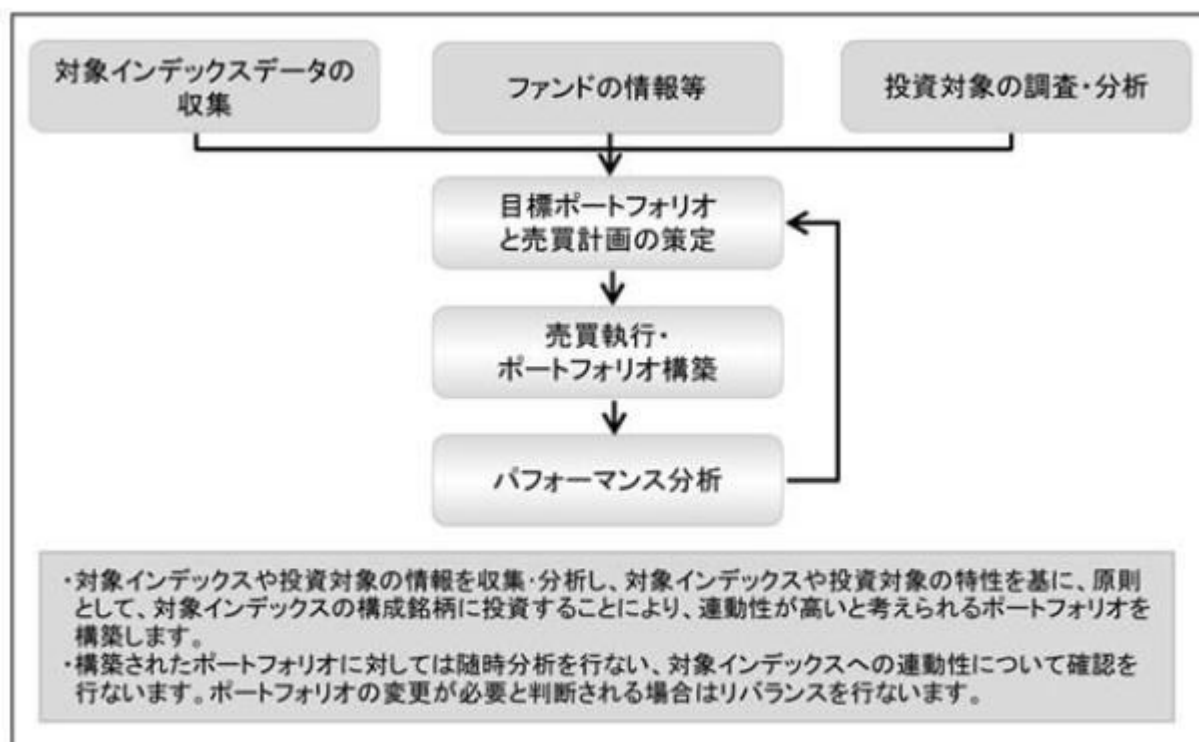 対象インデックスデータの
収集
ファンドの情報等
投資対象の調査・分析
目標ポートフォリオ
と売買計画の策定
売買執行・
ポートフォリオ構築
パフォーマンス分析
・対象インデックスや投資対象の情報を収集・分析し、対象インデックスや投資対象の特性を基に、原則
として、対象インデックスの構成銘柄に投資することにより、連動性が高いと考えられるポートフォリオを
構築します。
・構築されたポートフォリオに対しては随時分析を行ない、対象インデックスへの連動性について確認を
行ないます。ポートフォリオの変更が必要と判断される場合はリバランスを行ないます。